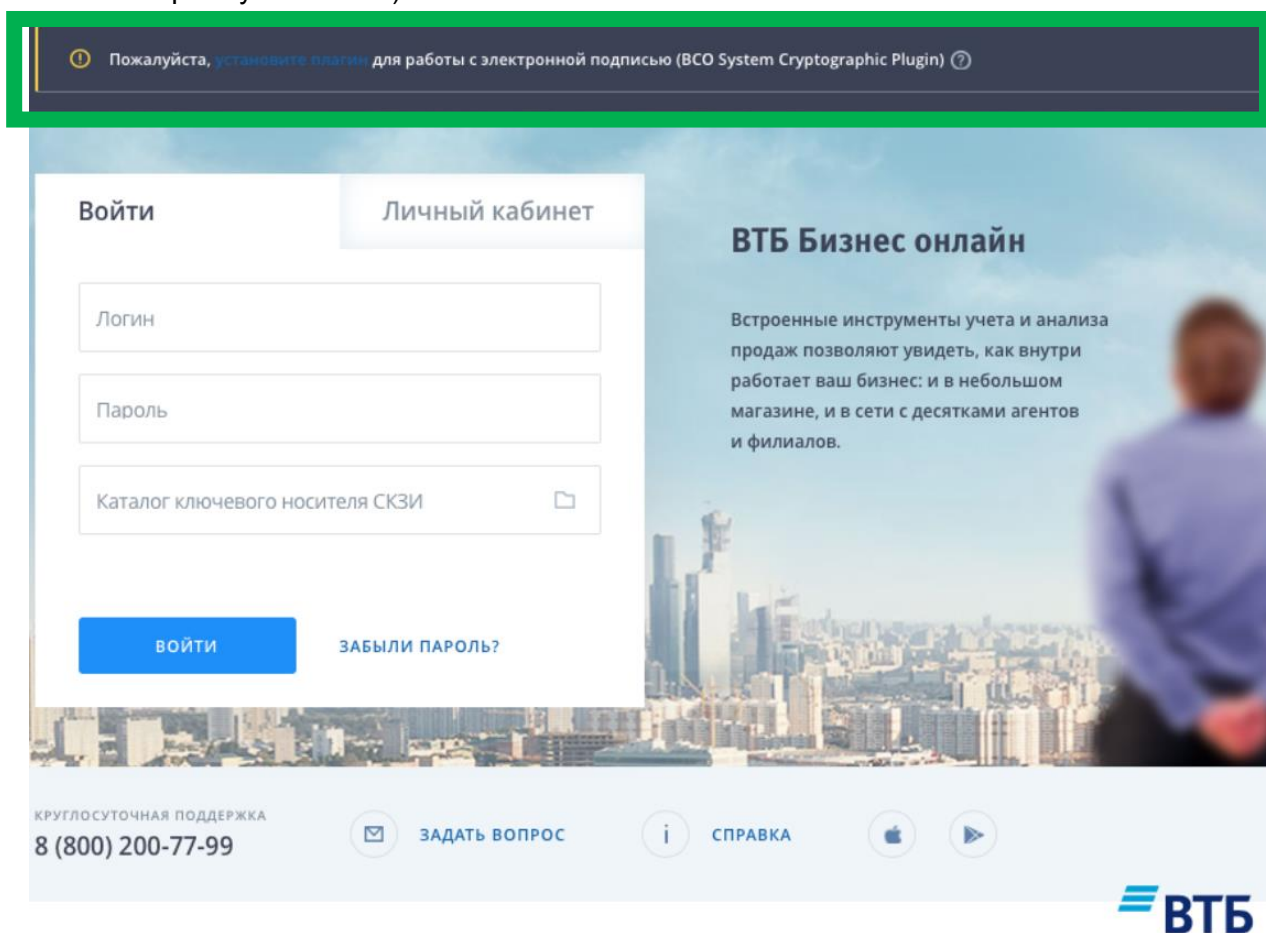 Пожалуйста, установите плагин для работы с электронной подписью (BCO System Cryptographic Plugin) ?
Войти
Личный кабинет
Логин
Пароль
Каталог ключевого носителя СКЗИ
ВОЙТИ
ЗАБЫЛИ ПАРОЛЬ?
ВТБ Бизнес онлайн
Встроенные инструменты учета и анализа
продаж позволяют увидеть, как внутри
работает ваш бизнес: и в небольшом
магазине, и в сети с десятками агентов
и филиалов.
КРУГЛОСУТОЧНАЯ ПОДДЕРЖКА
8 (800) 200-77-99
ЗАДАТЬ ВОПРОС
i СПРАВКА
ВТБ